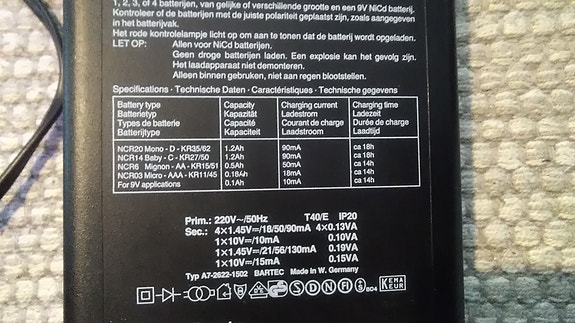 1, 2, 3, of 4 batterijen, van gelijke of verschillende grootte en een 9V NiCd batterij.
Kontroleer of de batterijen met de juiste polariteit geplaatst zijn, zoals aangegeven
in het batterijvak.
Het rode kontrolelampje licht op om aan te tonen dat de batterij wordt opgeladen.
LET OP: Alleen voor NiCd batterijen.
Geen droge batterijen laden. Een explosie kan het gevolg zijn.
Het laadapparaat niet demonteren.
Alleen binnen gebruiken, niet aan regen blootstellen.
Specifications · Technische Daten · Caractéristiques · Technische gegevens
Battery type Capacity Charging current Charging time
Batterietyp Kapazität Ladestrom Ladezeit
Types de batterie Capacité Courant de charge Durée de charge
Batterijtype Kapaciteit Laadstroom Laadtijd
NCR20 Mono - D - KR35/62 1.2Ah 90mA ca 18h
NCR14 Baby - C - KR27/50 1.2Ah 90mA ca 18h
NCR6 Mignon - AA - KR15/51 0.5Ah 50mA ca 14h
NCR03 Micro - AAA - KR11/45 0.18Ah 18mA ca 14h
For 9V applications 0.1Ah 10mA ca 14h
Prim.: 220V~/50Hz T40/E IP20
Sec.: 4×1.45V⎓/18/50/90mA 4×0.13VA
1×10V⎓/10mA 0.10VA
4×1.45V⎓/21/56/130mA 0.19VA
1×10V⎓/15mA 0.15VA
Typ A7-2622-1502 BARTEC Made in W. Germany
S D N FI BD4 KEMA KEUR